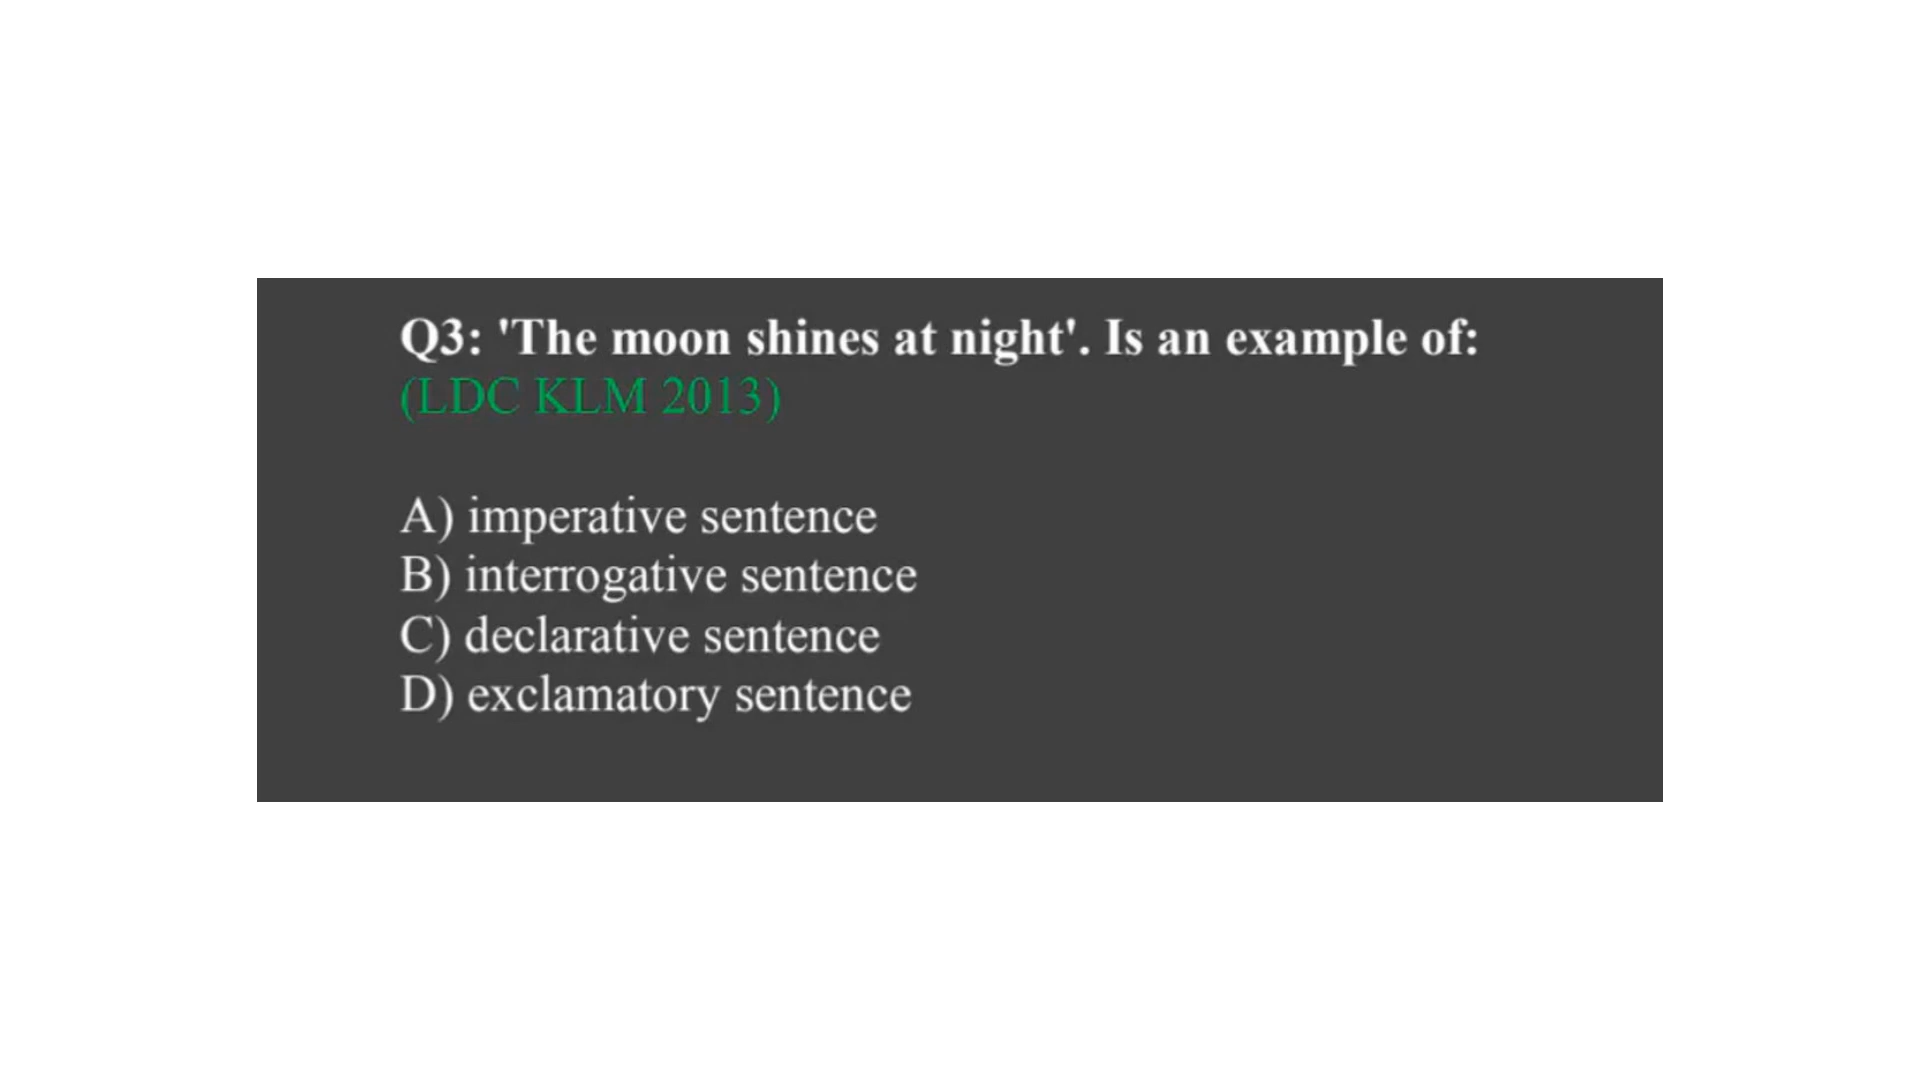 Q3: 'The moon shines at night'. Is an example of:
(LDC KLM 2013)
A) imperative sentence
B) interrogative sentence
C) declarative sentence
D) exclamatory sentence